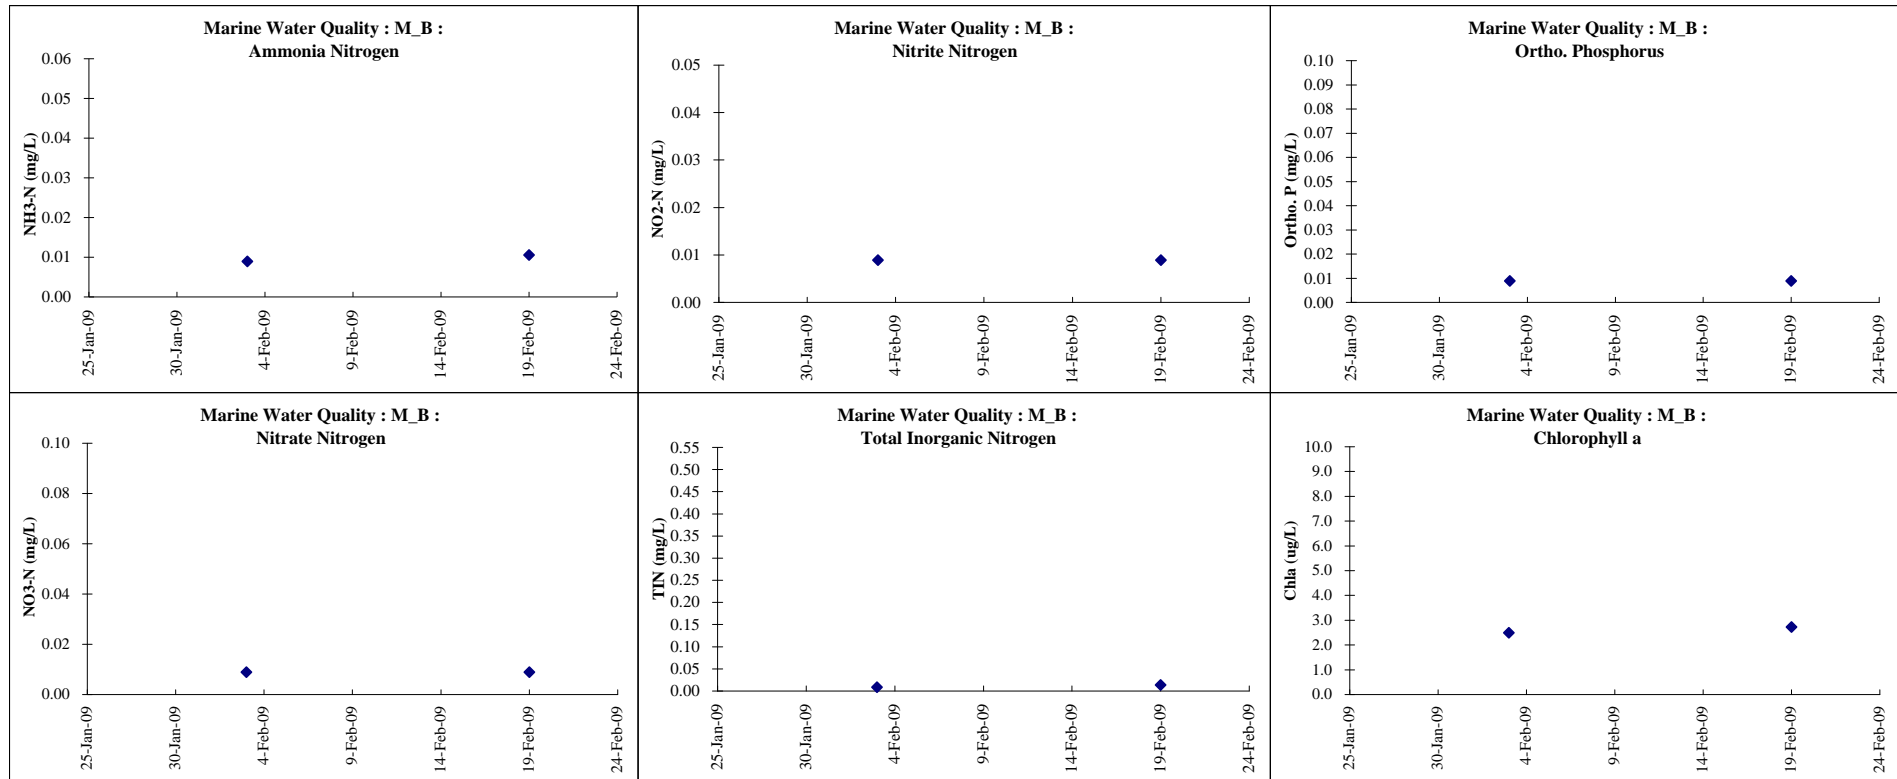 Marine Water Quality : M_B :
Ammonia Nitrogen
0.06
0.05
0.04
0.03
0.02
0.01
0.00
NH3-N (mg/L)
25-Jan-09
30-Jan-09
4-Feb-09
9-Feb-09
14-Feb-09
19-Feb-09
24-Feb-09
Marine Water Quality : M_B :
Nitrite Nitrogen
0.05
0.04
0.03
0.02
0.01
0.00
NO2-N (mg/L)
25-Jan-09
30-Jan-09
4-Feb-09
9-Feb-09
14-Feb-09
19-Feb-09
24-Feb-09
Marine Water Quality : M_B :
Ortho. Phosphorus
0.10
0.09
0.08
0.07
0.06
0.05
0.04
0.03
0.02
0.01
0.00
Ortho. P (mg/L)
25-Jan-09
30-Jan-09
4-Feb-09
9-Feb-09
14-Feb-09
19-Feb-09
24-Feb-09
Marine Water Quality : M_B :
Nitrate Nitrogen
0.10
0.08
0.06
0.04
0.02
0.00
NO3-N (mg/L)
25-Jan-09
30-Jan-09
4-Feb-09
9-Feb-09
14-Feb-09
19-Feb-09
24-Feb-09
Marine Water Quality : M_B :
Total Inorganic Nitrogen
0.55
0.50
0.45
0.40
0.35
0.30
0.25
0.20
0.15
0.10
0.05
0.00
TIN (mg/L)
25-Jan-09
30-Jan-09
4-Feb-09
9-Feb-09
14-Feb-09
19-Feb-09
24-Feb-09
Marine Water Quality : M_B :
Chlorophyll a
10.0
9.0
8.0
7.0
6.0
5.0
4.0
3.0
2.0
1.0
0.0
Chla (ug/L)
25-Jan-09
30-Jan-09
4-Feb-09
9-Feb-09
14-Feb-09
19-Feb-09
24-Feb-09